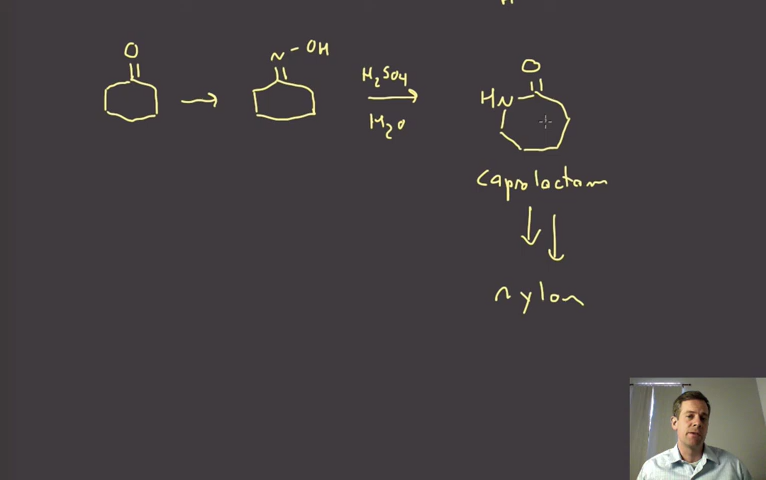 H
O
N-OH
H₂SO₄
H₂O
O
HN
Caprolactam
nylon